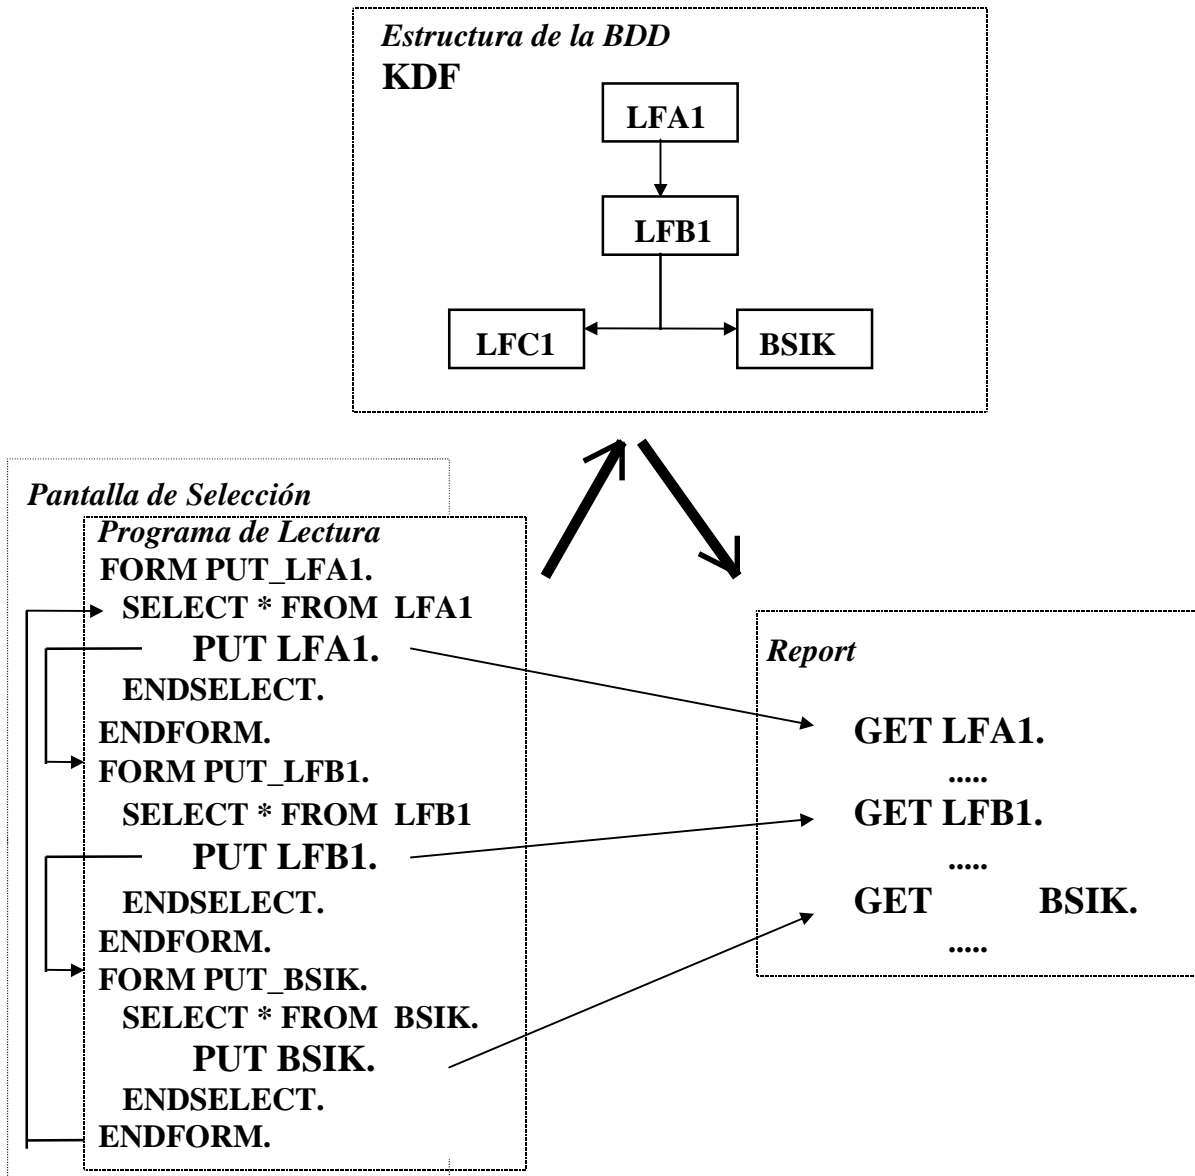 Estructura de la BDD
KDF
LFA1
LFB1
LFC1
BSIK
Pantalla de Selección
Programa de Lectura
FORM PUT_LFA1.
SELECT * FROM LFA1
PUT LFA1.
ENDSELECT.
ENDFORM.
FORM PUT_LFB1.
SELECT * FROM LFB1
PUT LFB1.
ENDSELECT.
ENDFORM.
FORM PUT_BSIK.
SELECT * FROM BSIK.
PUT BSIK.
ENDSELECT.
ENDFORM.
Report
GET LFA1.
.....
GET LFB1.
.....
GET BSIK.
.....